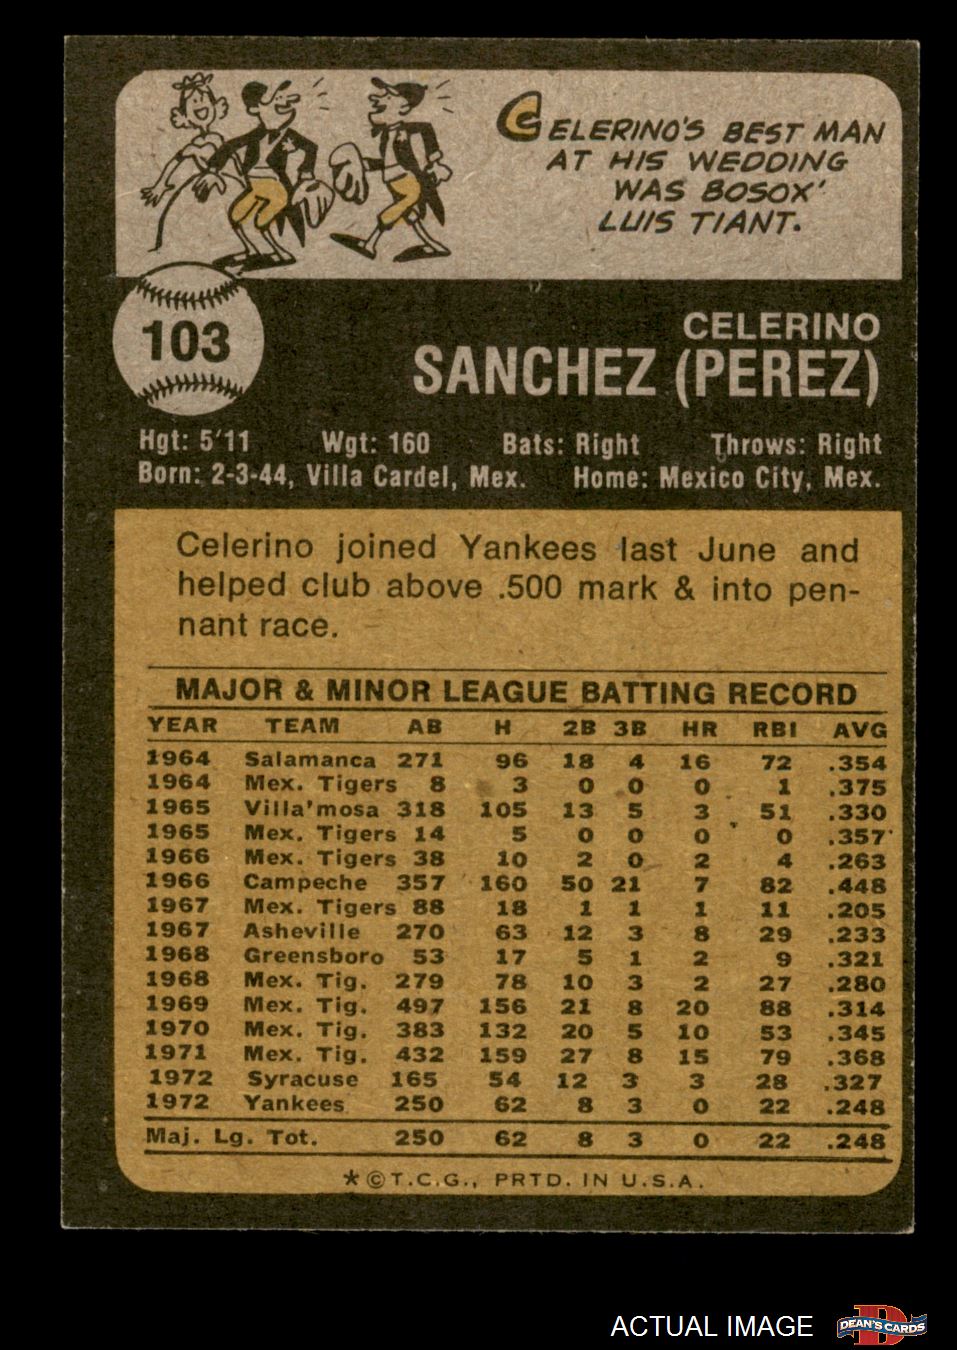 CELERINO'S BEST MAN
AT HIS WEDDING
WAS BOSOX'
LUIS TIANT.
103
CELERINO
SANCHEZ (PEREZ)
Hgt: 5'11 Wgt: 160 Bats: Right Throws: Right
Born: 2-3-44, Villa Cardel, Mex. Home: Mexico City, Mex.
Celerino joined Yankees last June and
helped club above .500 mark & into pen-
nant race.
MAJOR & MINOR LEAGUE BATTING RECORD
YEAR TEAM AB H 2B 3B HR RBI AVG
1964 Salamanca 271 96 18 4 16 72 .354
1964 Mex. Tigers 8 3 0 0 0 1 .375
1965 Villa'mosa 318 105 13 5 3 51 .330
1965 Mex. Tigers 14 5 0 0 0 0 .357
1966 Mex. Tigers 38 10 2 0 2 4 .263
1966 Campeche 357 160 50 21 7 82 .448
1967 Mex. Tigers 88 18 1 1 1 11 .205
1967 Asheville 270 63 12 3 8 29 .233
1968 Greensboro 53 17 5 1 2 9 .321
1968 Mex. Tig. 279 78 10 3 2 27 .280
1969 Mex. Tig. 497 156 21 8 20 88 .314
1970 Mex. Tig. 383 132 20 5 10 53 .345
1971 Mex. Tig. 432 159 27 8 15 79 .368
1972 Syracuse 165 54 12 3 3 28 .327
1972 Yankees 250 62 8 3 0 22 .248
Maj. Lg. Tot. 250 62 8 3 0 22 .248
*©T.C.G., PRTD. IN U.S.A.
ACTUAL IMAGE
DEAN'S CARDS